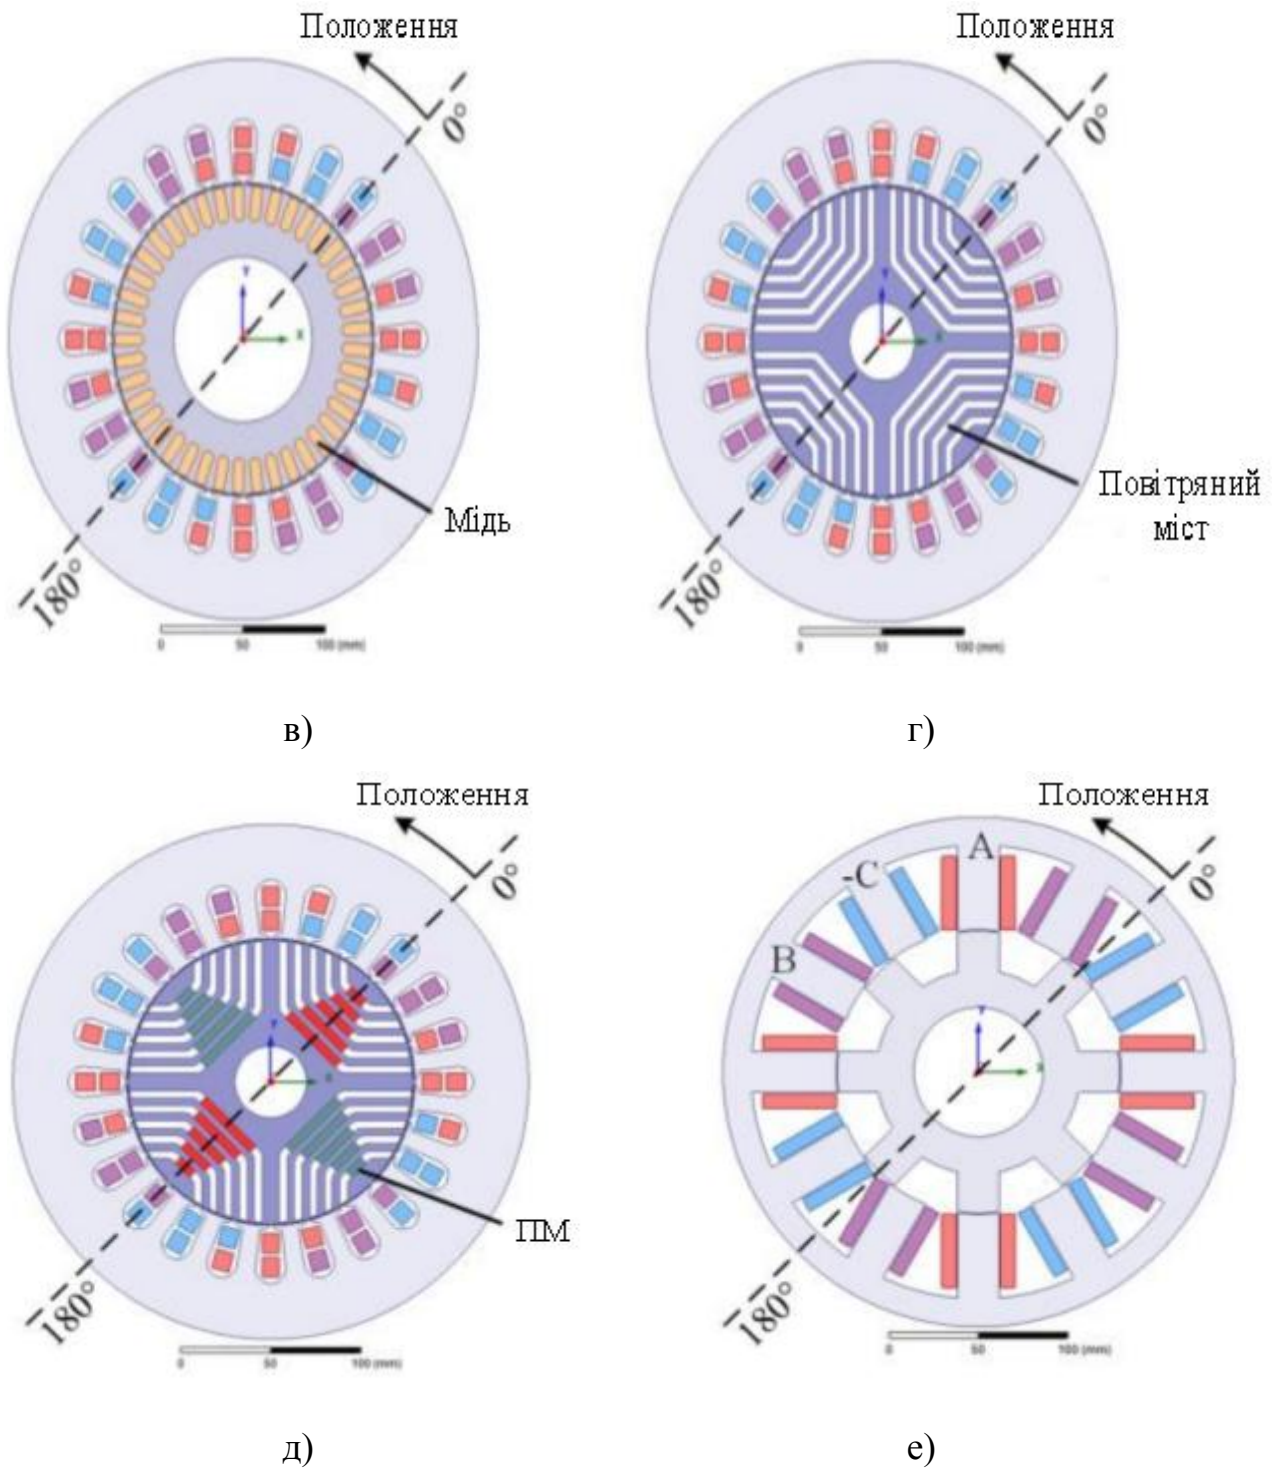 Положення
0°
Y
X
Мідь
180°
0 50 100 (mm)
в)
Положення
0°
Y
X
Повітряний
міст
180°
0 50 100 (mm)
г)
Положення
0°
Y
X
ПМ
180°
0 50 100 (mm)
д)
Положення
0°
A
-C
B
Y
X
180°
0 50 100 (mm)
е)